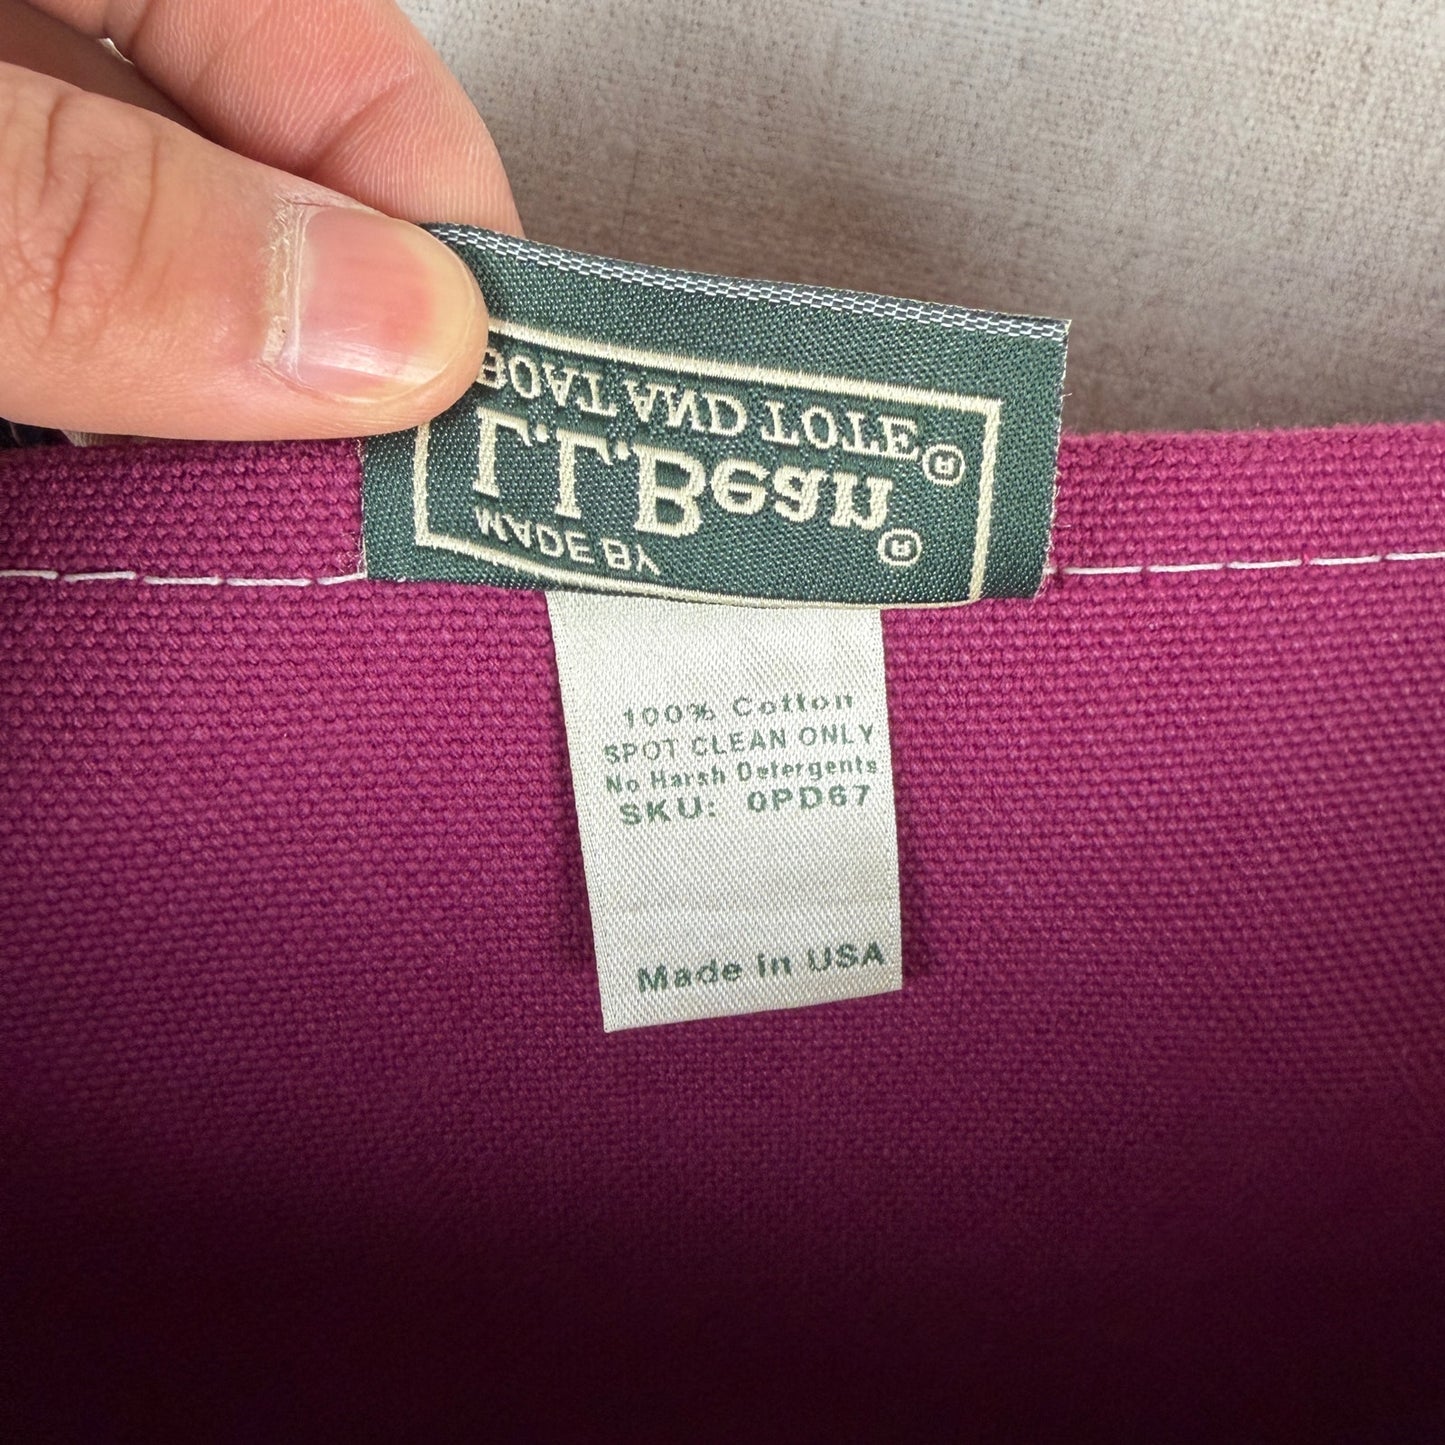 MADE BY
L.L.Bean®
BOAT AND TOTE®
100% Cotton
SPOT CLEAN ONLY
No Harsh Detergents
SKU: 0PD67
Made in USA